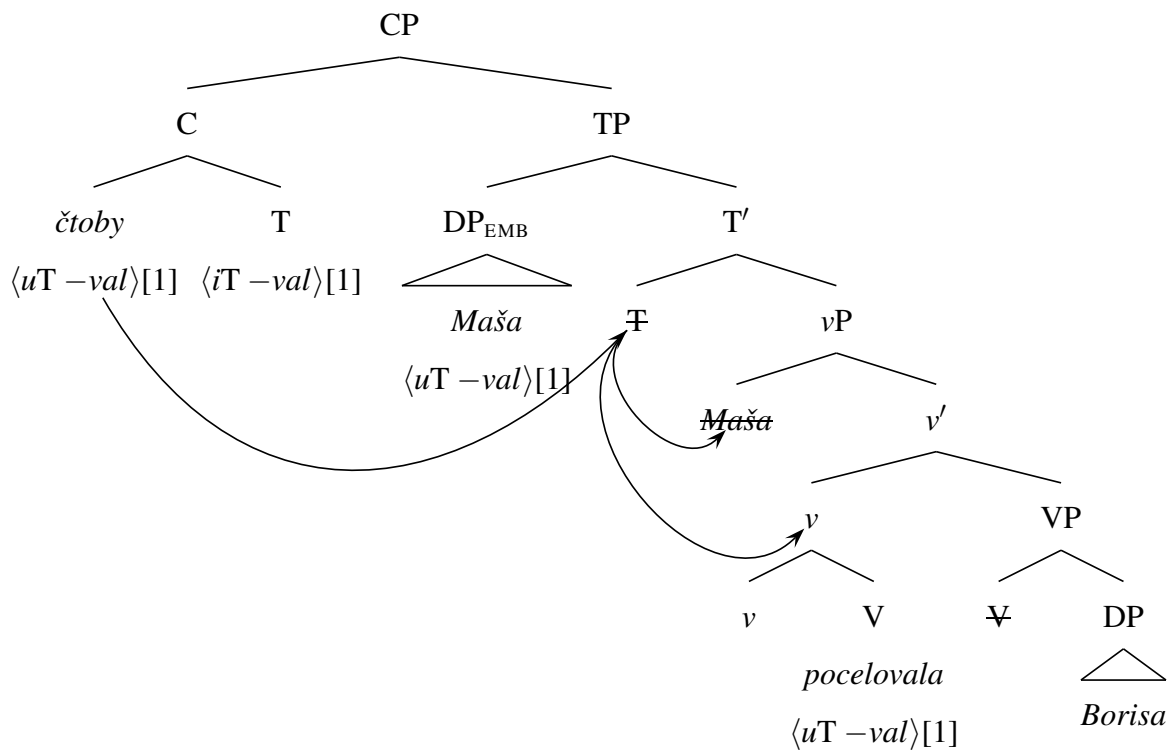 CP
C TP
čtoby T DP_EMB T′
⟨uT −val⟩[1] ⟨iT −val⟩[1]
Maša T vP
⟨uT −val⟩[1]
Maša v′
v VP
v V V DP
pocelovala
Borisa
⟨uT −val⟩[1]